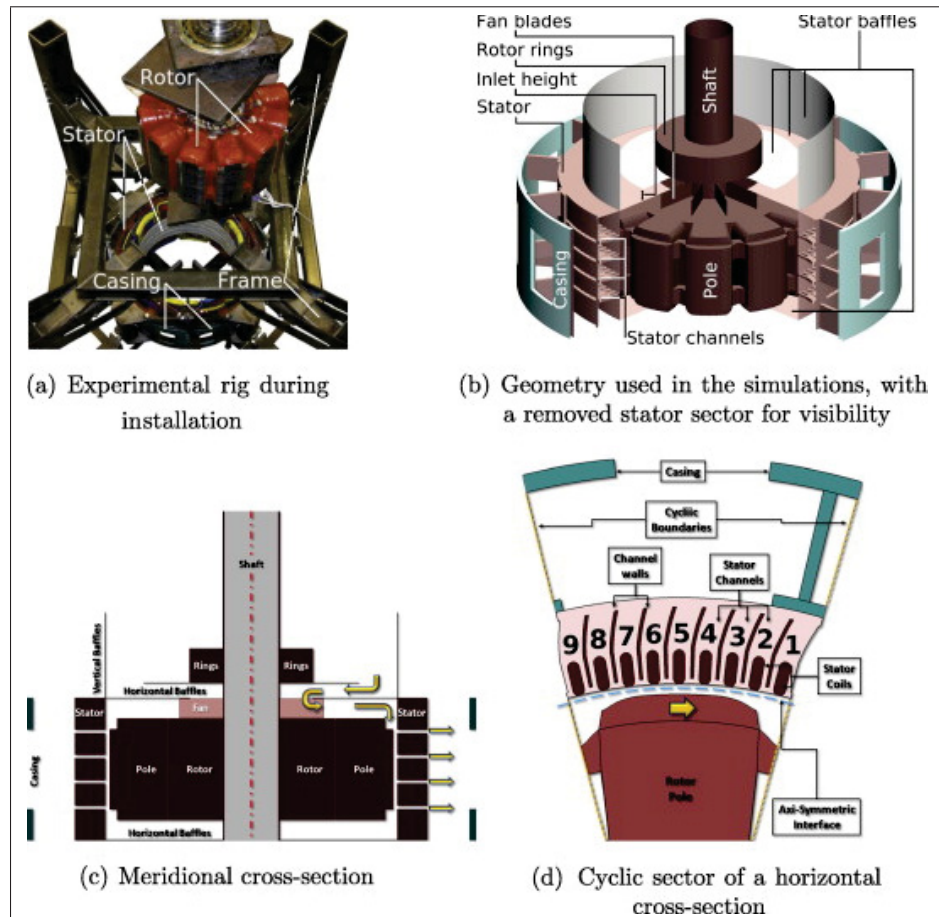 Rotor
Stator
Casing
Frame
(a) Experimental rig during
installation
Fan blades
Rotor rings
Inlet height
Stator
Stator baffles
Shaft
Casing
Pole
Stator channels
(b) Geometry used in the simulations, with
a removed stator sector for visibility
Shaft
Vertical Baffles
Rings
Rings
Horizontal Baffles
Fan
Stator
Stator
Casing
Pole
Rotor
Rotor
Pole
Horizontal Baffles
(c) Meridional cross-section
Casing
Cycliic
Boundaries
Channel
walls
Stator
Channels
9 8 7 6 5 4 3 2 1
Stator
Coils
Rotor
Pole
Axi-Symmetric
Interface
(d) Cyclic sector of a horizontal
cross-section